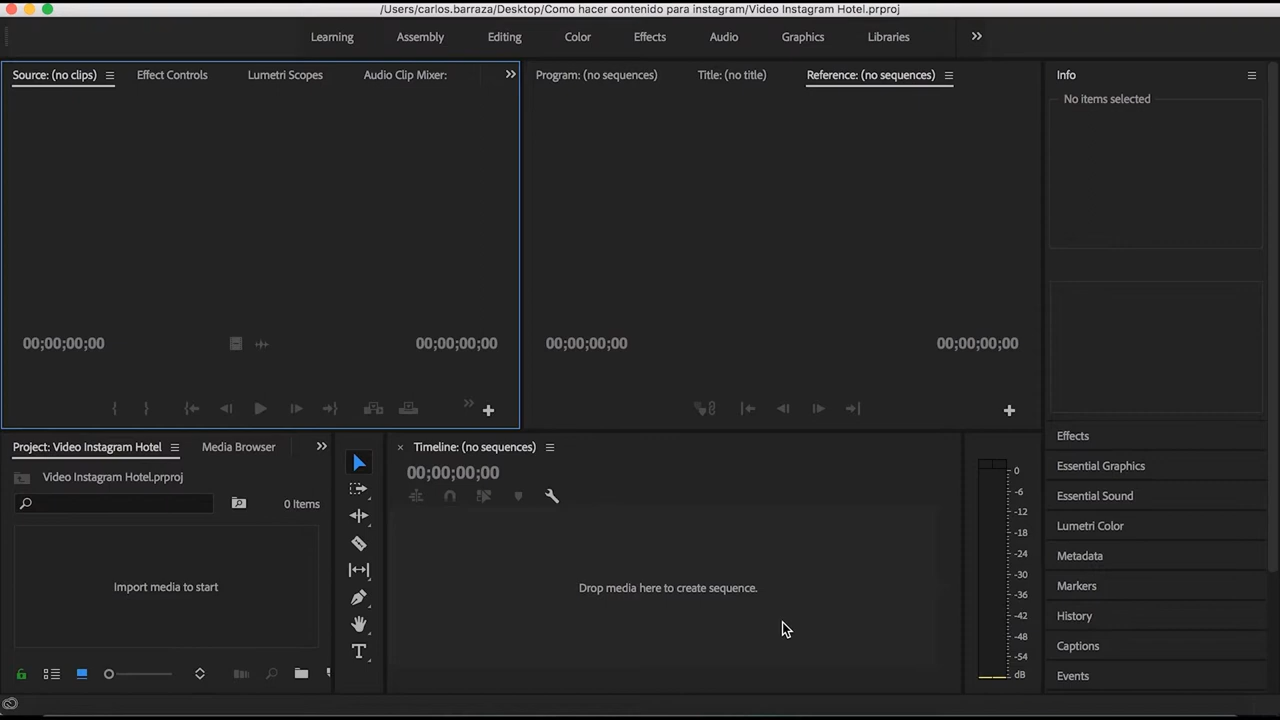 /Users/carlos.barraza/Desktop/Como hacer contenido para instagram/Video Instagram Hotel.prproj
Learning Assembly Editing Color Effects Audio Graphics Libraries
Source: (no clips) Effect Controls Lumetri Scopes Audio Clip Mixer:
Program: (no sequences) Title: (no title) Reference: (no sequences)
Info
No items selected
00;00;00;00 00;00;00;00
00;00;00;00 00;00;00;00
Project: Video Instagram Hotel Media Browser
Video Instagram Hotel.prproj
0 Items
Import media to start
Timeline: (no sequences)
00;00;00;00
Drop media here to create sequence.
0
-6
-12
-18
-24
-30
-36
-42
-48
-54
dB
Effects
Essential Graphics
Essential Sound
Lumetri Color
Metadata
Markers
History
Captions
Events